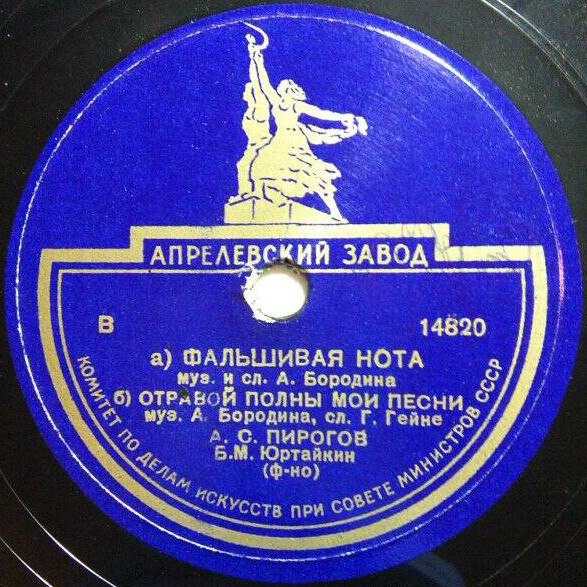 АПРЕЛЕВСКИЙ ЗАВОД
В 14820
а) ФАЛЬШИВАЯ НОТА
муз. и сл. А. Бородина
б) ОТРАВОЙ ПОЛНЫ МОИ ПЕСНИ
муз. А. Бородина, сл. Г. Гейне
А. С. ПИРОГОВ
Б.М. Юртайкин
(ф-но)
КОМИТЕТ ПО ДЕЛАМ ИСКУССТВ ПРИ СОВЕТЕ МИНИСТРОВ СССР